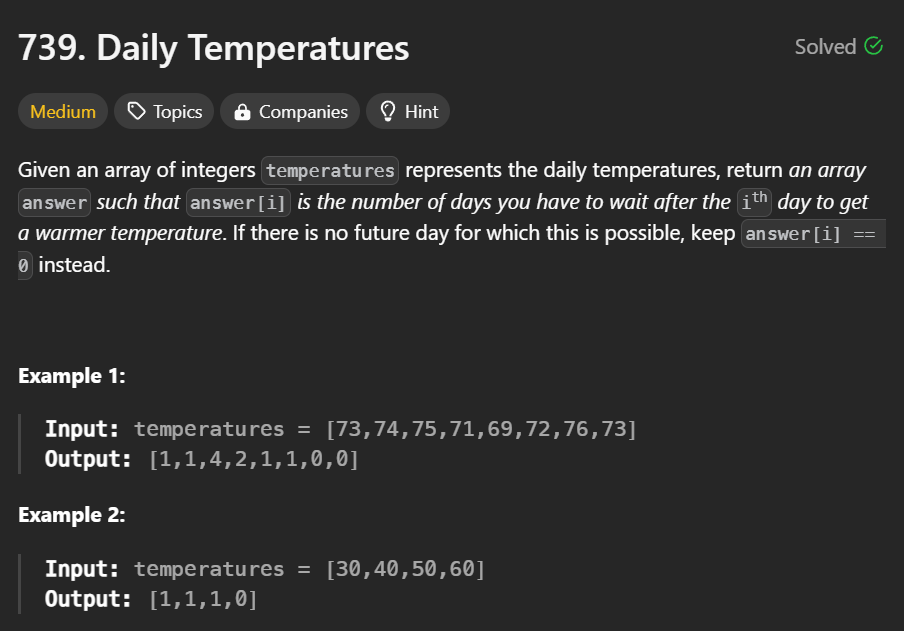 739. Daily Temperatures
Solved
Medium Topics Companies Hint
Given an array of integers temperatures represents the daily temperatures, return an array
answer such that answer[i] is the number of days you have to wait after the ith day to get
a warmer temperature. If there is no future day for which this is possible, keep answer[i] ==
0 instead.
Example 1:
Input: temperatures = [73,74,75,71,69,72,76,73]
Output: [1,1,4,2,1,1,0,0]
Example 2:
Input: temperatures = [30,40,50,60]
Output: [1,1,1,0]